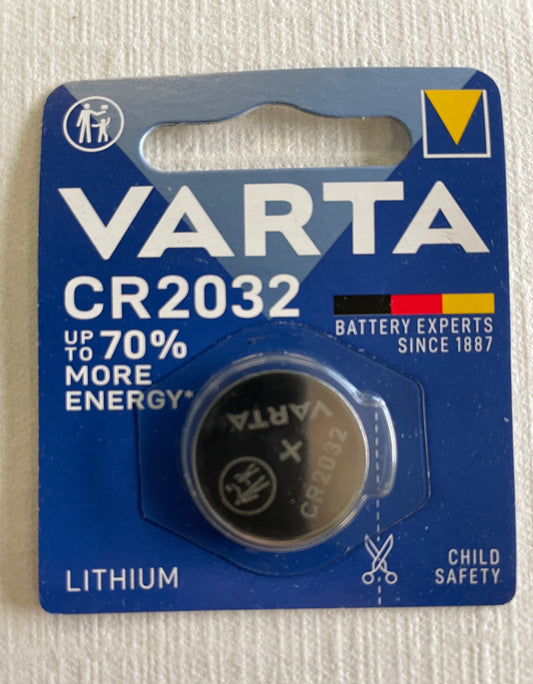 VARTA
CR2032
UP TO 70%
MORE
ENERGY*
BATTERY EXPERTS
SINCE 1887
VARTA
+
CR2032
LITHIUM
CHILD
SAFETY